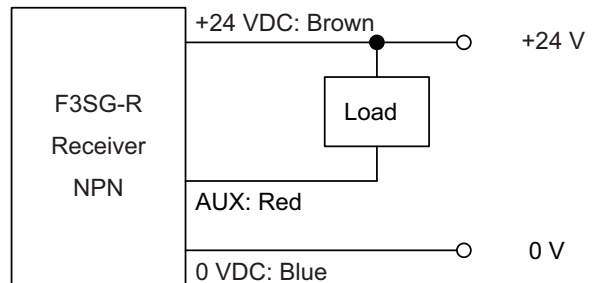 +24 VDC: Brown
+24 V
F3SG-R
Receiver
NPN
Load
AUX: Red
0 V
0 VDC: Blue